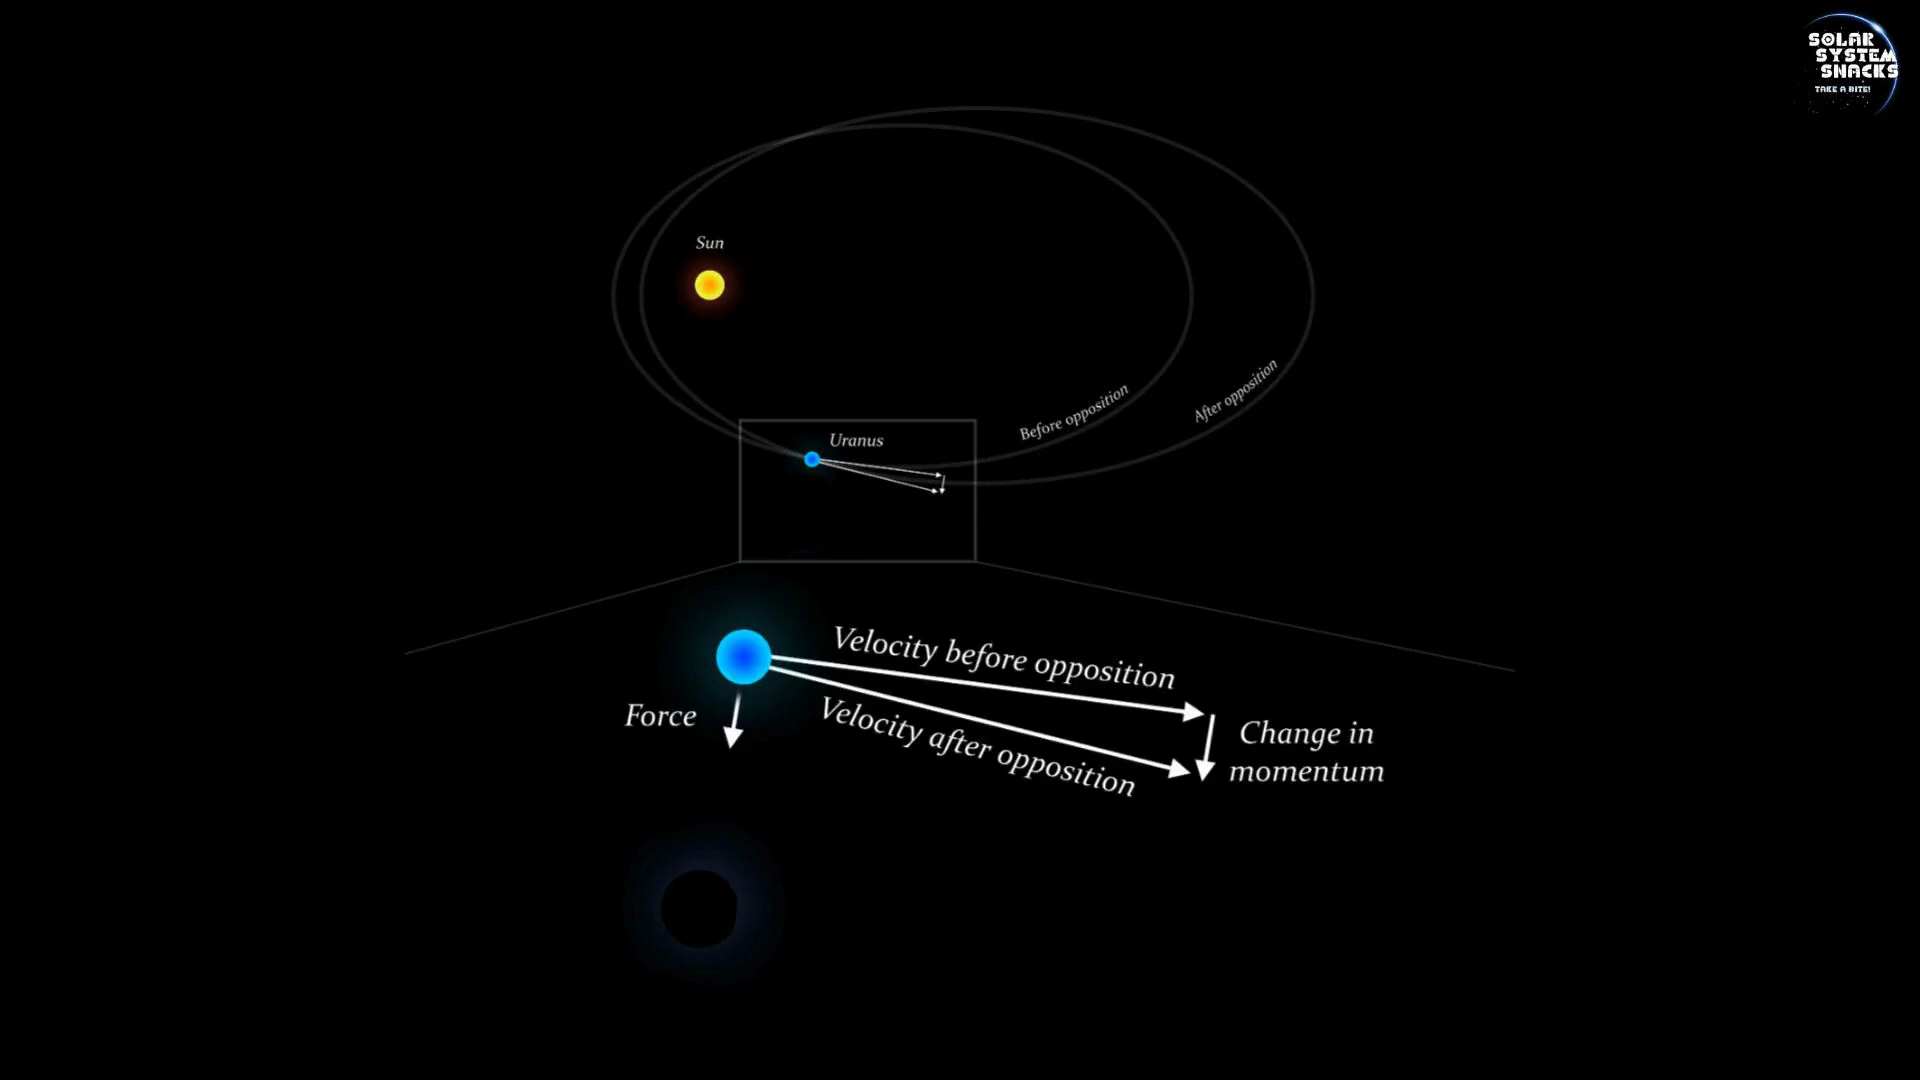 SOLAR
SYSTEM
SNACKS
TAKE A BITE!
Sun
Before opposition
After opposition
Uranus
Velocity before opposition
Force
Velocity after opposition
Change in
momentum